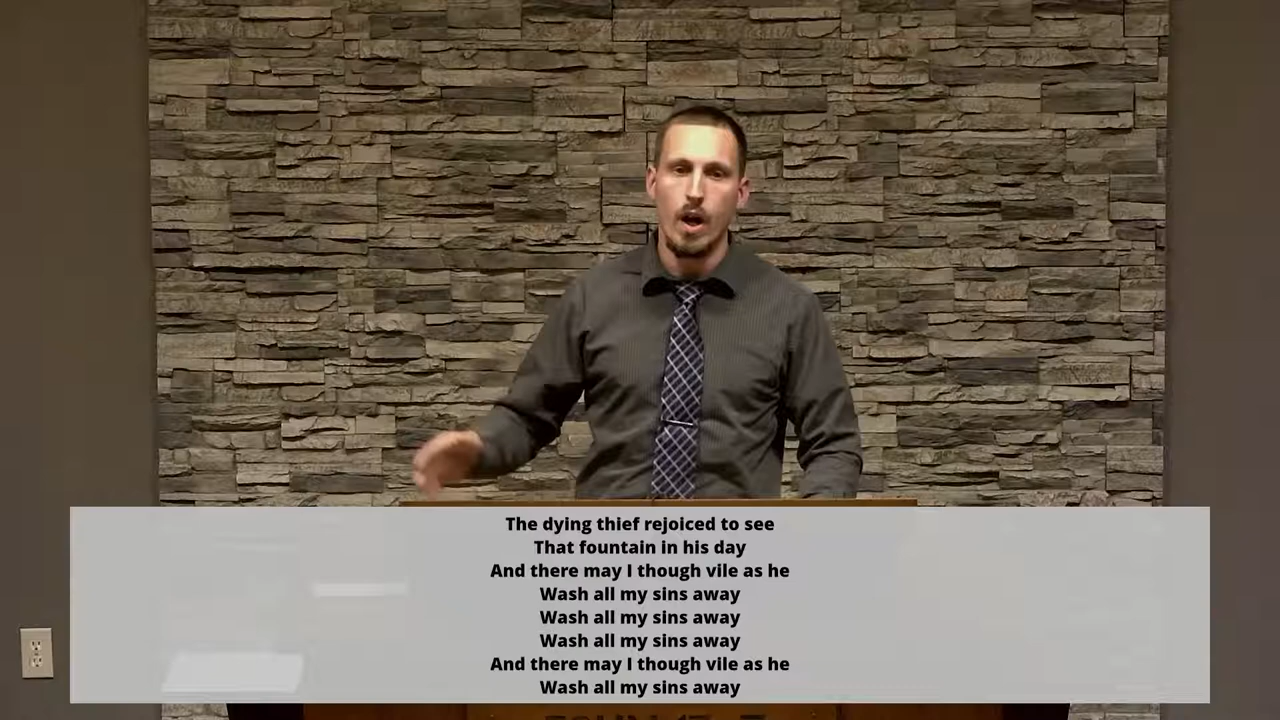 The dying thief rejoiced to see
That fountain in his day
And there may I though vile as he
Wash all my sins away
Wash all my sins away
Wash all my sins away
And there may I though vile as he
Wash all my sins away